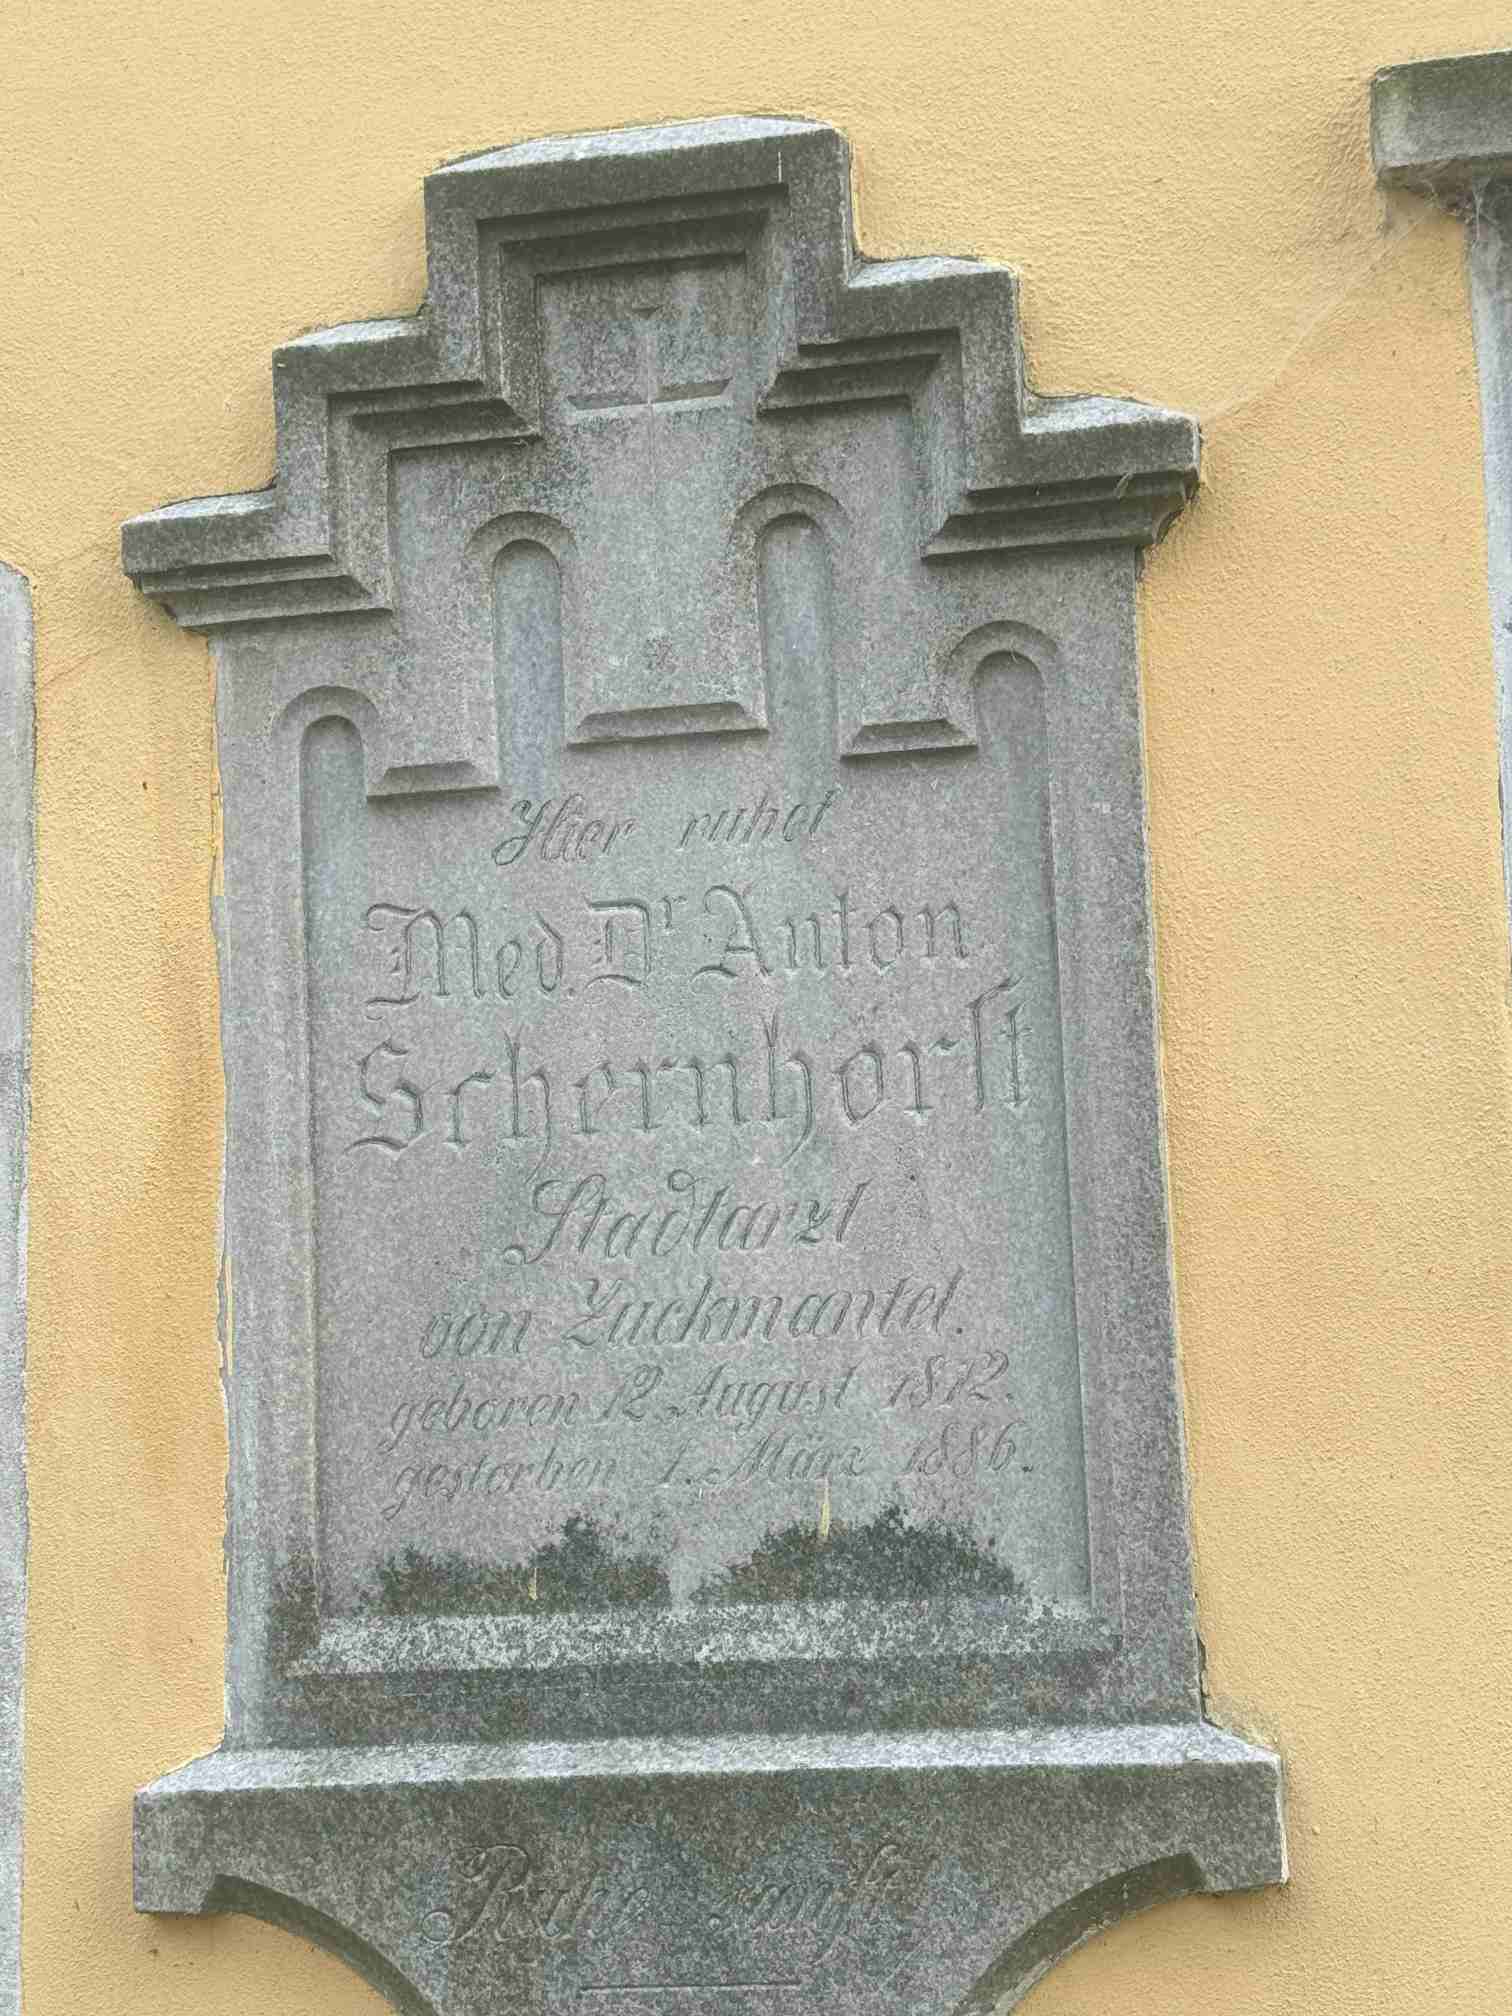 Hier ruhet
Med. Dr Anton
Schernhorst
Stadtarzt
von Zuckmantel.
geboren 12. August 1812.
gestorben 1. März 1886.
Ruhe sanft